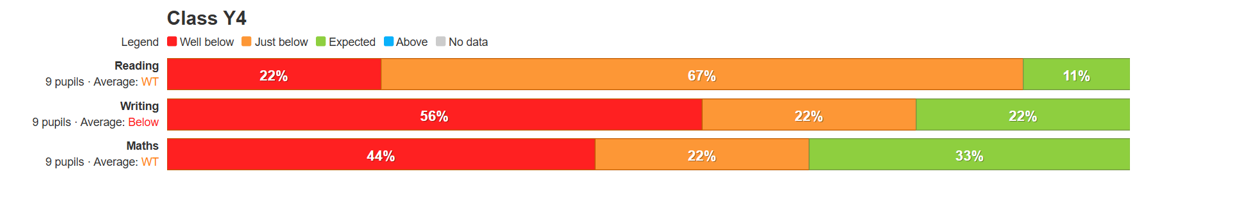 Class Y4
Legend Well below Just below Expected Above No data
Reading
9 pupils · Average: WT
22% 67% 11%
Writing
9 pupils · Average: Below
56% 22% 22%
Maths
9 pupils · Average: WT
44% 22% 33%